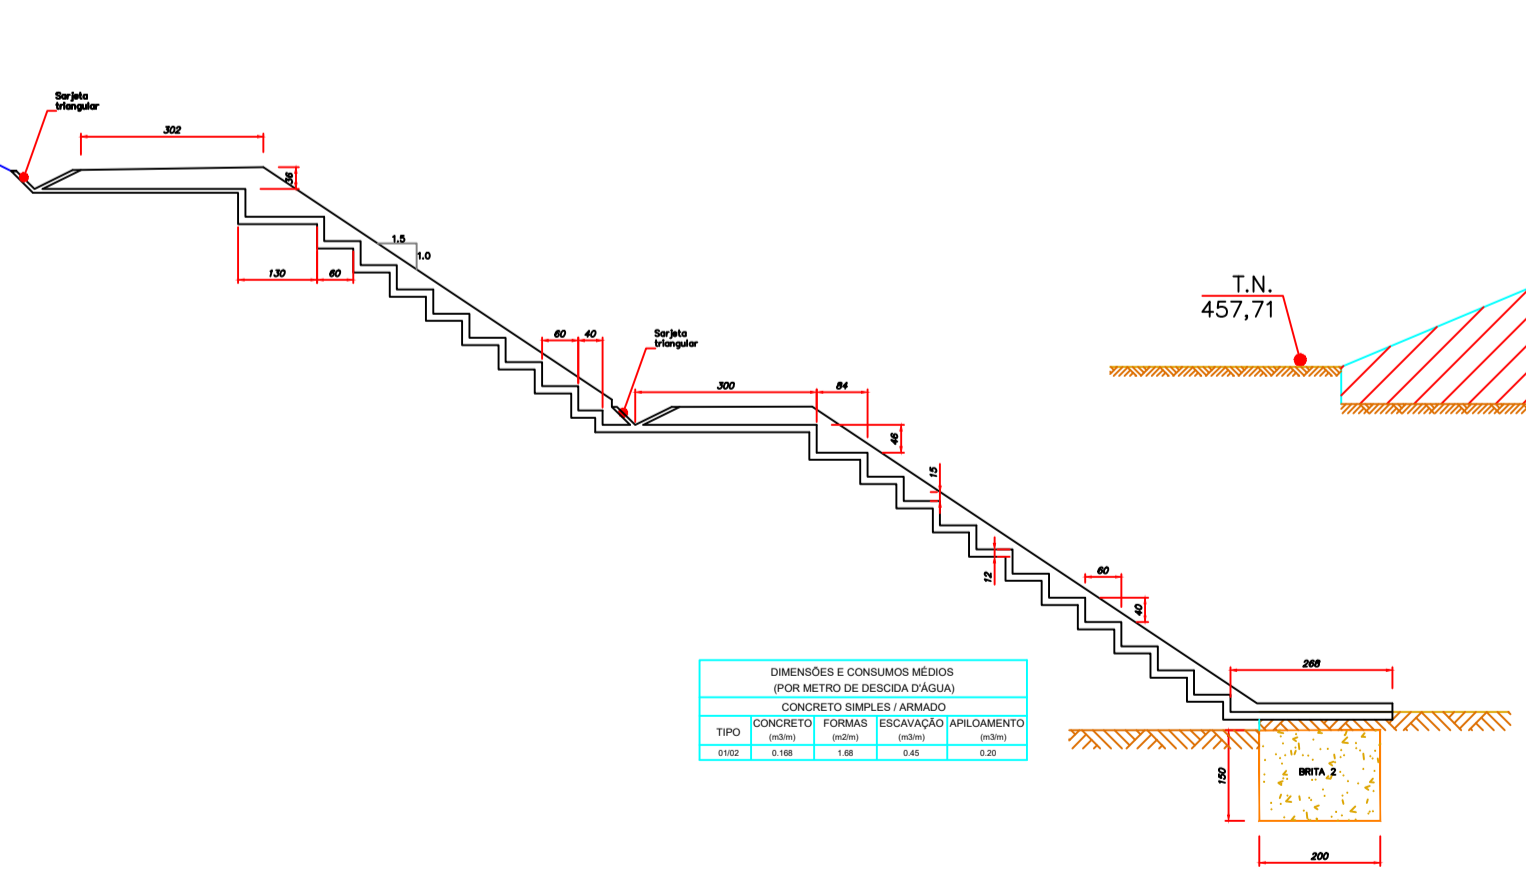 Sarjeta
triangular
302
36
1.5
1.0
130
60
60
40
Sarjeta
triangular
300
84
46
15
12
60
40
268
T.N.
457,71
DIMENSÕES E CONSUMOS MÉDIOS
(POR METRO DE DESCIDA D'ÁGUA)
CONCRETO SIMPLES / ARMADO
TIPO CONCRETO (m3/m) FORMAS (m2/m) ESCAVAÇÃO (m3/m) APILOAMENTO (m3/m)
01/02 0.168 1.68 0.45 0.20
150
BRITA 2
200